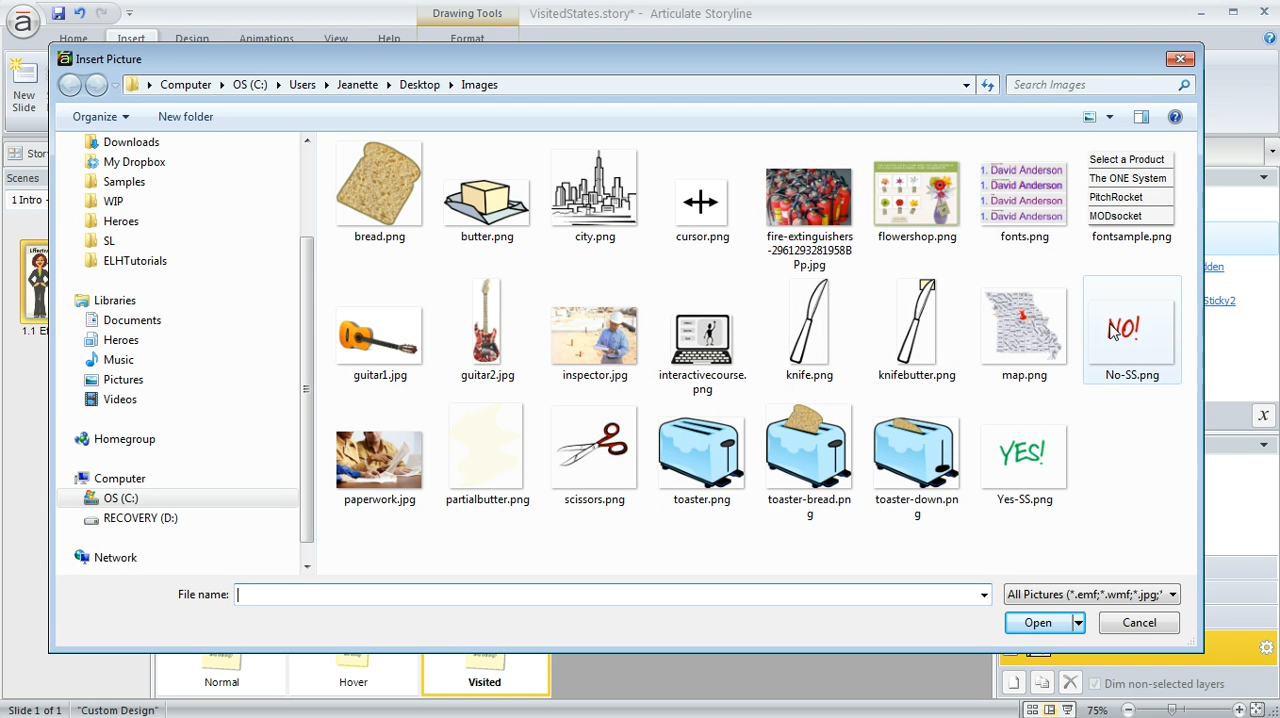 Drawing Tools
VisitedStates.story* - Articulate Storyline
Home
Insert
Design
Animations
View
Help
Format
New
Slide
Insert Picture
Computer
OS (C:)
Users
Jeanette
Desktop
Images
Search Images
Organize
New folder
Scenes
1 Intro
Downloads
My Dropbox
Samples
WIP
Heroes
SL
ELHTutorials
Libraries
Documents
Heroes
Music
Pictures
Videos
Homegroup
Computer
OS (C:)
RECOVERY (D:)
Network
1. David Anderson
1. David Anderson
1. David Anderson
1. David Anderson
Select a Product
The ONE System
PitchRocket
MODsocket
bread.png
butter.png
city.png
cursor.png
fire-extinguishers
-2961293281958B
Pp.jpg
flowershop.png
fonts.png
fontsample.png
NO!
guitar1.jpg
guitar2.jpg
inspector.jpg
interactivecourse.
png
knife.png
knifebutter.png
map.png
No-SS.png
YES!
paperwork.jpg
partialbutter.png
scissors.png
toaster.png
toaster-bread.pn
g
toaster-down.pn
g
Yes-SS.png
File name:
All Pictures (*.emf;*.wmf;*.jpg;*
Open
Cancel
Normal
Hover
Visited
Dim non-selected layers
Slide 1 of 1
"Custom Design"
75%